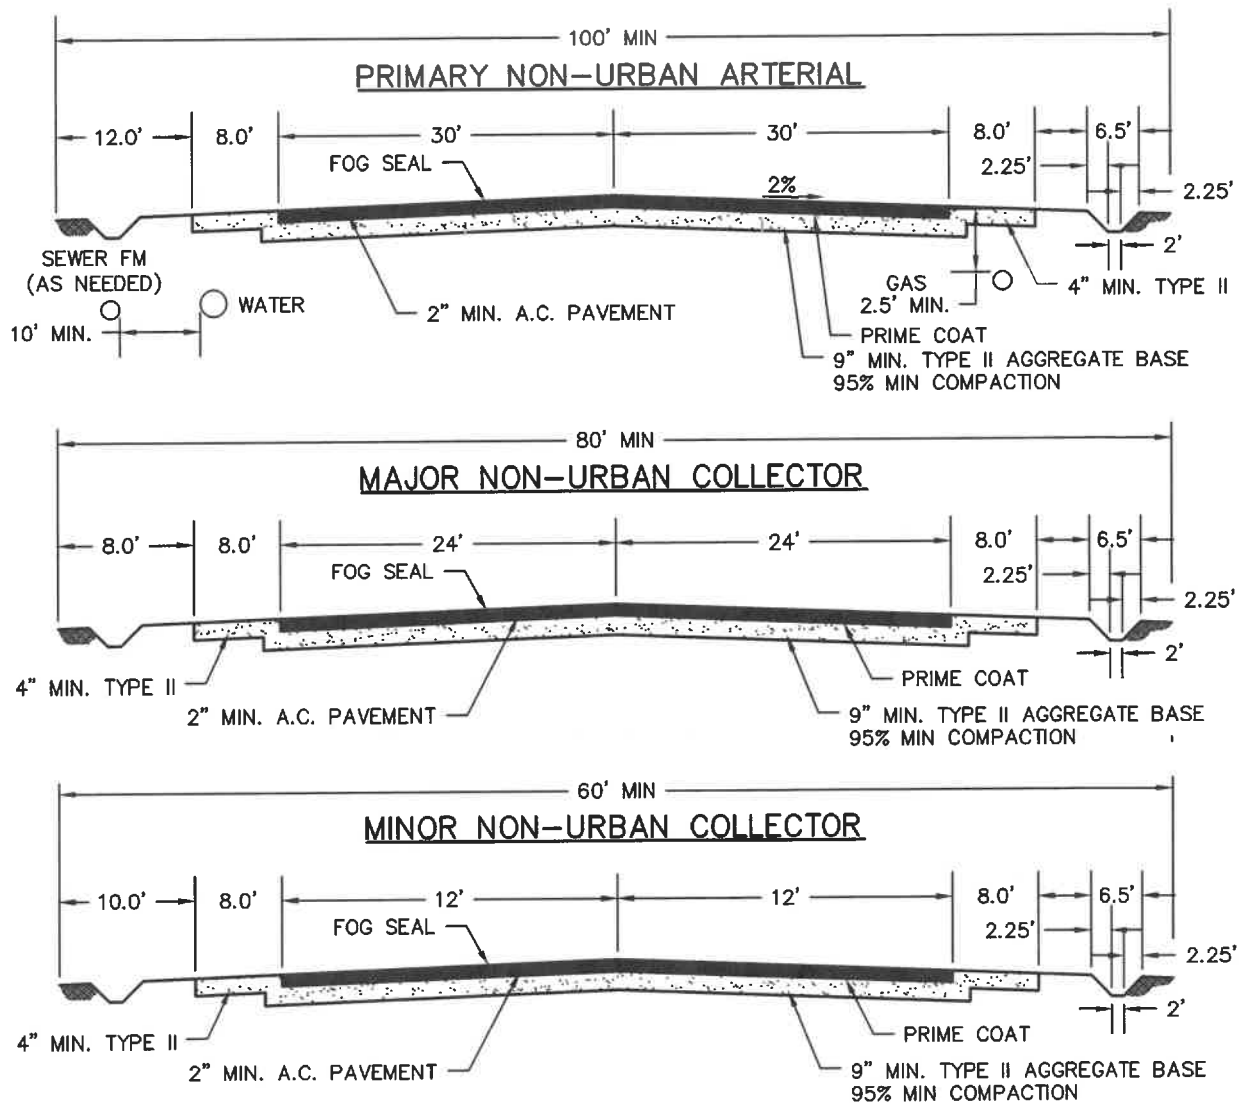 100' MIN
PRIMARY NON-URBAN ARTERIAL
12.0' 8.0' 30' 30' 8.0' 6.5'
FOG SEAL
2.25'
2%
2.25'
2'
SEWER FM
(AS NEEDED)
WATER
10' MIN.
2" MIN. A.C. PAVEMENT
GAS
2.5' MIN.
4" MIN. TYPE II
PRIME COAT
9" MIN. TYPE II AGGREGATE BASE
95% MIN COMPACTION
80' MIN
MAJOR NON-URBAN COLLECTOR
8.0' 8.0' 24' 24' 8.0' 6.5'
FOG SEAL
2.25'
2.25'
2'
4" MIN. TYPE II
PRIME COAT
2" MIN. A.C. PAVEMENT
9" MIN. TYPE II AGGREGATE BASE
95% MIN COMPACTION
60' MIN
MINOR NON-URBAN COLLECTOR
10.0' 8.0' 12' 12' 8.0' 6.5'
FOG SEAL
2.25'
2.25'
2'
4" MIN. TYPE II
PRIME COAT
2" MIN. A.C. PAVEMENT
9" MIN. TYPE II AGGREGATE BASE
95% MIN COMPACTION